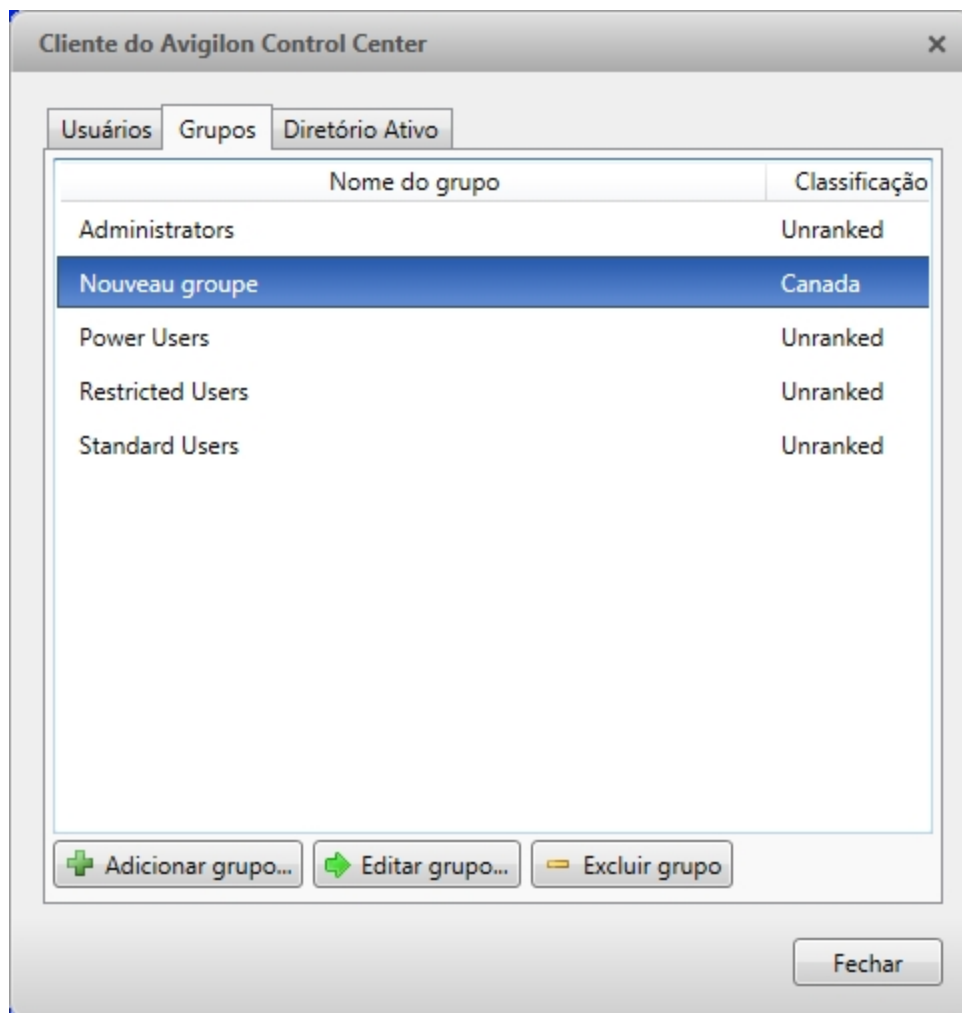 Cliente do Avigilon Control Center
Usuários Grupos Diretório Ativo
Nome do grupo Classificação
Administrators Unranked
Nouveau groupe Canada
Power Users Unranked
Restricted Users Unranked
Standard Users Unranked
Adicionar grupo... Editar grupo... Excluir grupo
Fechar